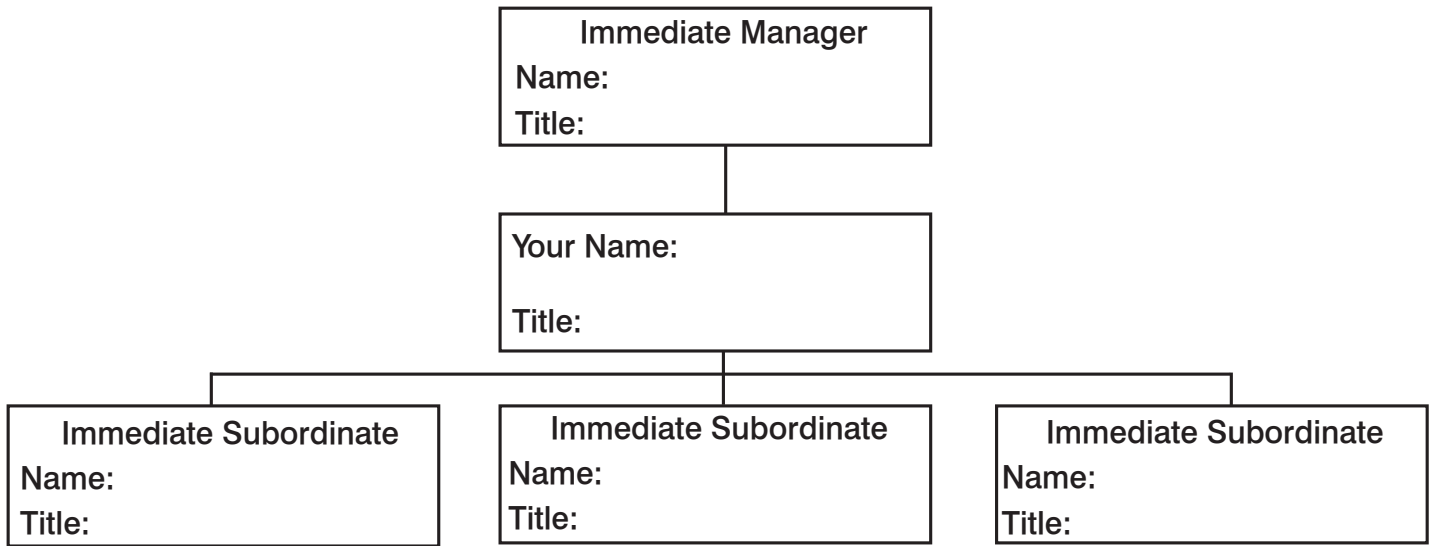 Immediate Manager
Name:
Title:
Your Name:
Title:
Immediate Subordinate
Name:
Title:
Immediate Subordinate
Name:
Title:
Immediate Subordinate
Name:
Title: